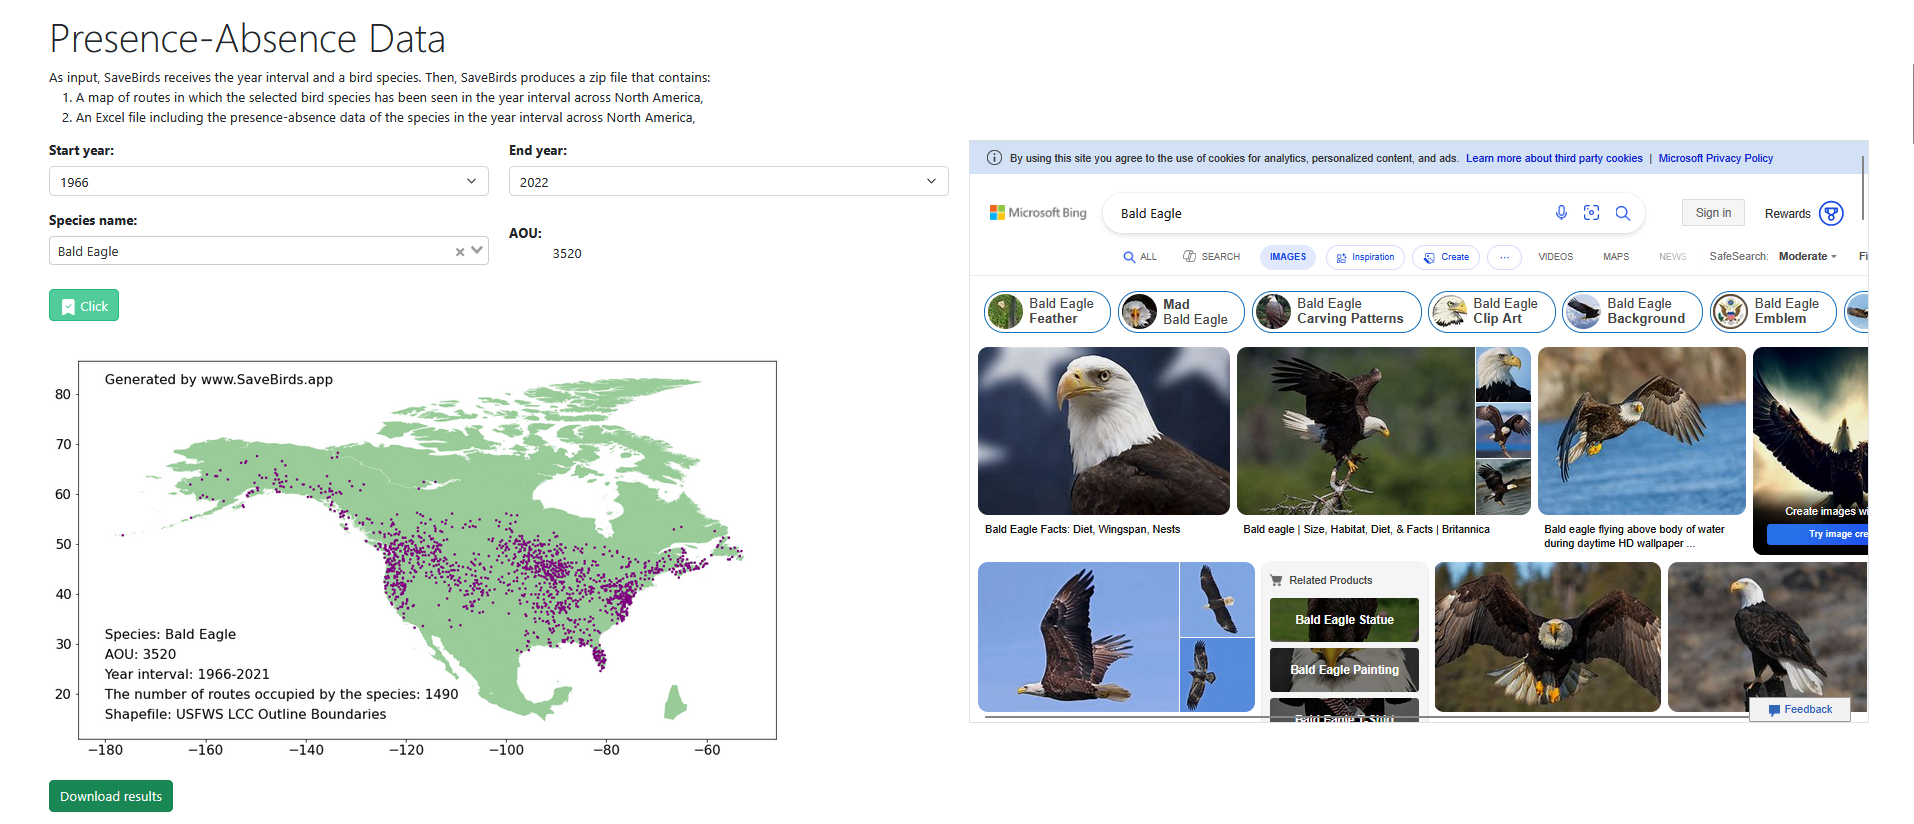 Presence-Absence Data
As input, SaveBirds receives the year interval and a bird species. Then, SaveBirds produces a zip file that contains:
1. A map of routes in which the selected bird species has been seen in the year interval across North America,
2. An Excel file including the presence-absence data of the species in the year interval across North America,
Start year:
1966
End year:
2022
Species name:
Bald Eagle
AOU:
3520
Click
Generated by www.SaveBirds.app
80
70
60
50
40
30
20
Species: Bald Eagle
AOU: 3520
Year interval: 1966-2021
The number of routes occupied by the species: 1490
Shapefile: USFWS LCC Outline Boundaries
−180 −160 −140 −120 −100 −80 −60
Download results
By using this site you agree to the use of cookies for analytics, personalized content, and ads. Learn more about third party cookies | Microsoft Privacy Policy
Microsoft Bing
Bald Eagle
Sign in
Rewards
ALL SEARCH IMAGES Inspiration Create ... VIDEOS MAPS NEWS SafeSearch: Moderate Fi
Bald Eagle
Feather
Mad
Bald Eagle
Bald Eagle
Carving Patterns
Bald Eagle
Clip Art
Bald Eagle
Background
Bald Eagle
Emblem
Bald Eagle Facts: Diet, Wingspan, Nests
Bald eagle | Size, Habitat, Diet, & Facts | Britannica
Bald eagle flying above body of water
during daytime HD wallpaper ...
Create images wi
Try image cre
Related Products
Bald Eagle Statue
Bald Eagle Painting
Bald Eagle T-Shirt
Feedback